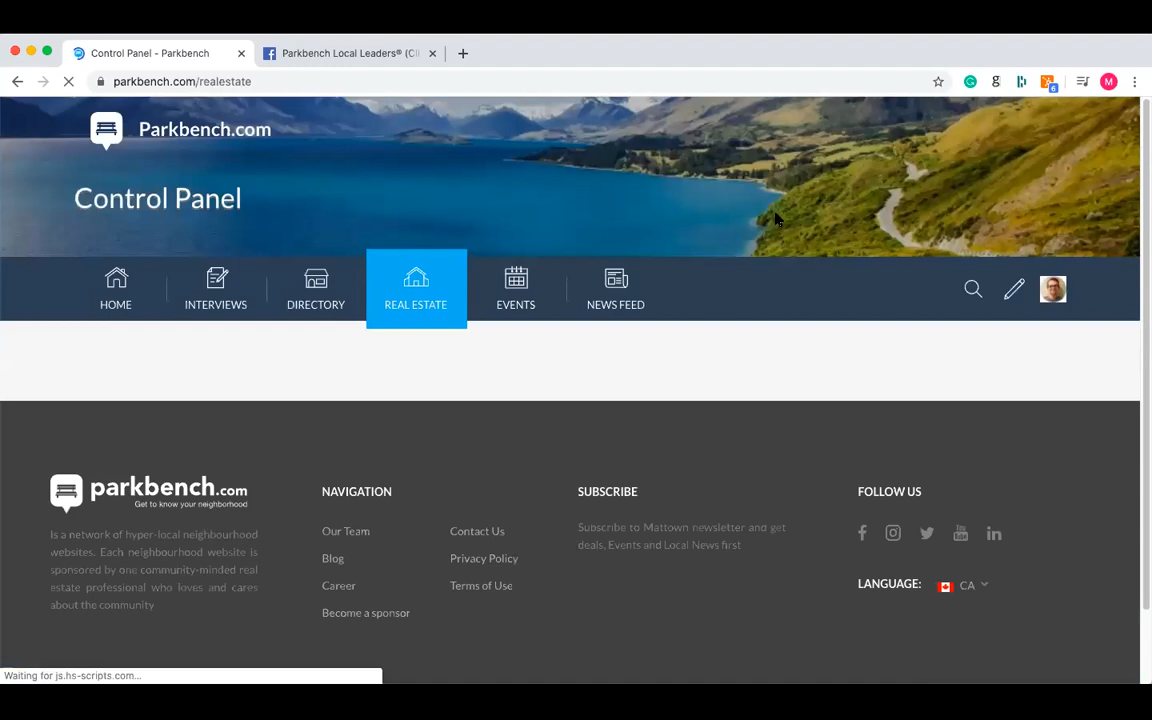 Control Panel - Parkbench
Parkbench Local Leaders® (Cli
parkbench.com/realestate
6
M
Parkbench.com
Control Panel
HOME
INTERVIEWS
DIRECTORY
REAL ESTATE
EVENTS
NEWS FEED
parkbench.com
Get to know your neighborhood
Is a network of hyper-local neighbourhood
websites. Each neighbourhood website is
sponsored by one community-minded real
estate professional who loves and cares
about the community
NAVIGATION
Our Team
Blog
Career
Become a sponsor
Contact Us
Privacy Policy
Terms of Use
SUBSCRIBE
Subscribe to Mattown newsletter and get
deals, Events and Local News first
FOLLOW US
LANGUAGE:
CA
Waiting for js.hs-scripts.com...